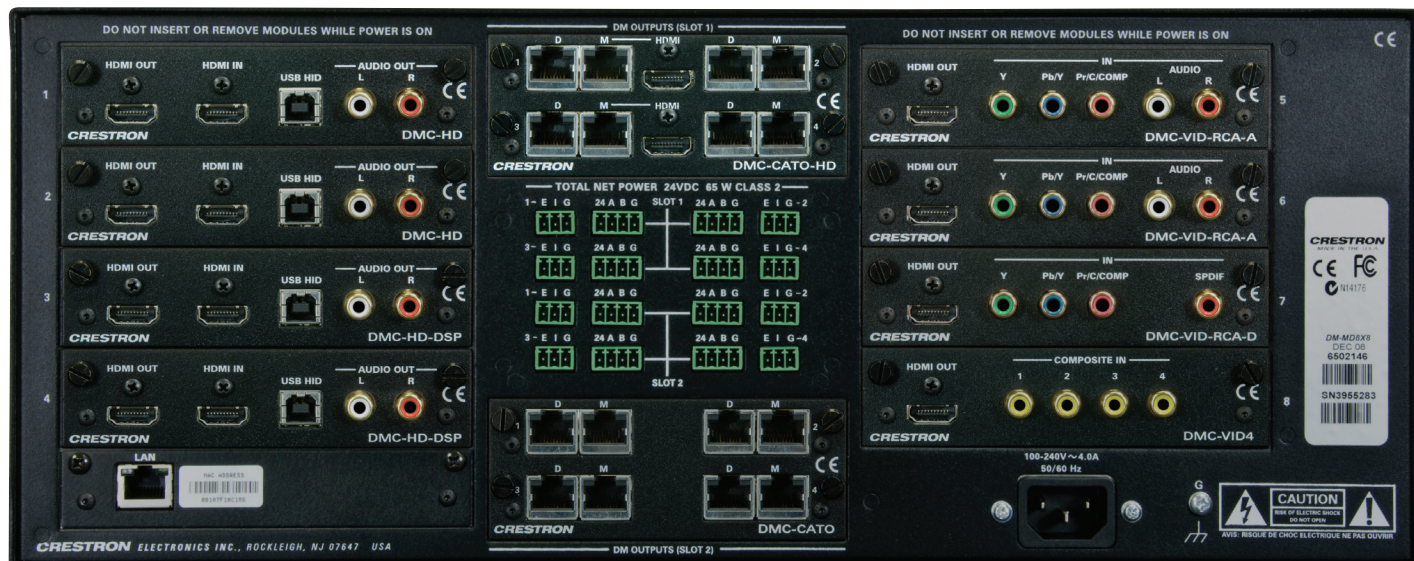 DO NOT INSERT OR REMOVE MODULES WHILE POWER IS ON
1
HDMI OUT HDMI IN USB HID AUDIO OUT L R
CRESTRON DMC-HD CE
2
HDMI OUT HDMI IN USB HID AUDIO OUT L R
CRESTRON DMC-HD CE
3
HDMI OUT HDMI IN USB HID AUDIO OUT L R
CRESTRON DMC-HD-DSP CE
4
HDMI OUT HDMI IN USB HID AUDIO OUT L R
CRESTRON DMC-HD-DSP CE
LAN
MAC ADDRESS
CRESTRON ELECTRONICS INC., ROCKLEIGH, NJ 07647 USA
DM OUTPUTS (SLOT 1)
D M HDMI D M
1 2
HDMI
D M D M
3 4
CE
CRESTRON DMC-CATO-HD
TOTAL NET POWER 24VDC 65 W CLASS 2
1~ E I G 24 A B G SLOT 1 24 A B G E I G~2
3~ E I G 24 A B G 24 A B G E I G~4
1~ E I G 24 A B G 24 A B G E I G~2
3~ E I G 24 A B G 24 A B G E I G~4
SLOT 2
D M D M
1 2
D M D M
3 4
CE
CRESTRON DMC-CATO
DM OUTPUTS (SLOT 2)
DO NOT INSERT OR REMOVE MODULES WHILE POWER IS ON
CE
HDMI OUT IN Y Pb/Y Pr/C/COMP AUDIO L R
CRESTRON DMC-VID-RCA-A CE
5
HDMI OUT IN Y Pb/Y Pr/C/COMP AUDIO L R
CRESTRON DMC-VID-RCA-A CE
6
HDMI OUT IN Y Pb/Y Pr/C/COMP SPDIF
CRESTRON DMC-VID-RCA-D CE
7
HDMI OUT COMPOSITE IN 1 2 3 4
CRESTRON DMC-VID4 CE
8
CRESTRON
CE FC
N14176
DM-MD8X8
DEC 08
6502146
SN3955283
100-240V~4.0A
50/60 Hz
G
CAUTION
RISK OF ELECTRIC SHOCK
DO NOT OPEN
AVIS: RISQUE DE CHOC ELECTRIQUE NE PAS OUVRIR